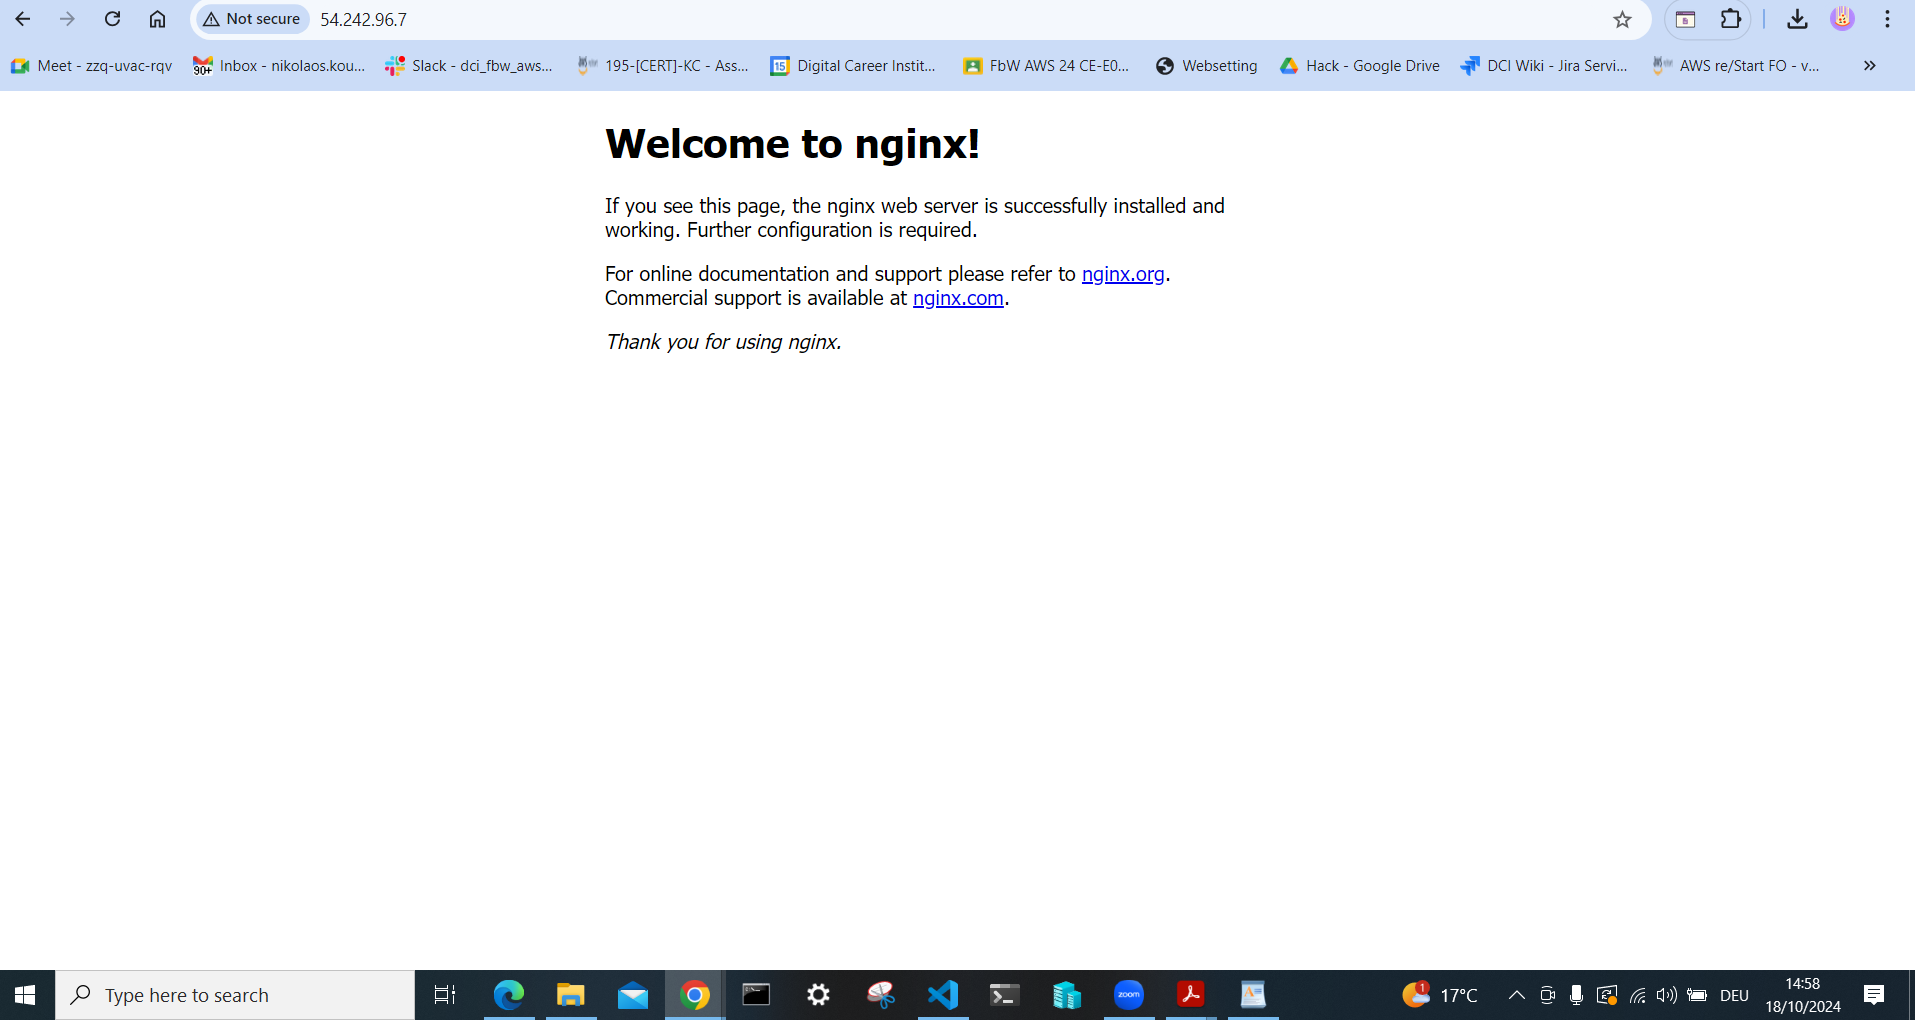 Not secure
54.242.96.7
Meet - zzq-uvac-rqv
90+
Inbox - nikolaos.kou...
Slack - dci_fbw_aws...
195-[CERT]-KC - Ass...
15
Digital Career Instit...
FbW AWS 24 CE-E0...
Websetting
Hack - Google Drive
DCI Wiki - Jira Servi...
AWS re/Start FO - v...
Welcome to nginx!
If you see this page, the nginx web server is successfully installed and
working. Further configuration is required.
For online documentation and support please refer to nginx.org.
Commercial support is available at nginx.com.
Thank you for using nginx.
Type here to search
zoom
1
17°C
DEU
14:58
18/10/2024